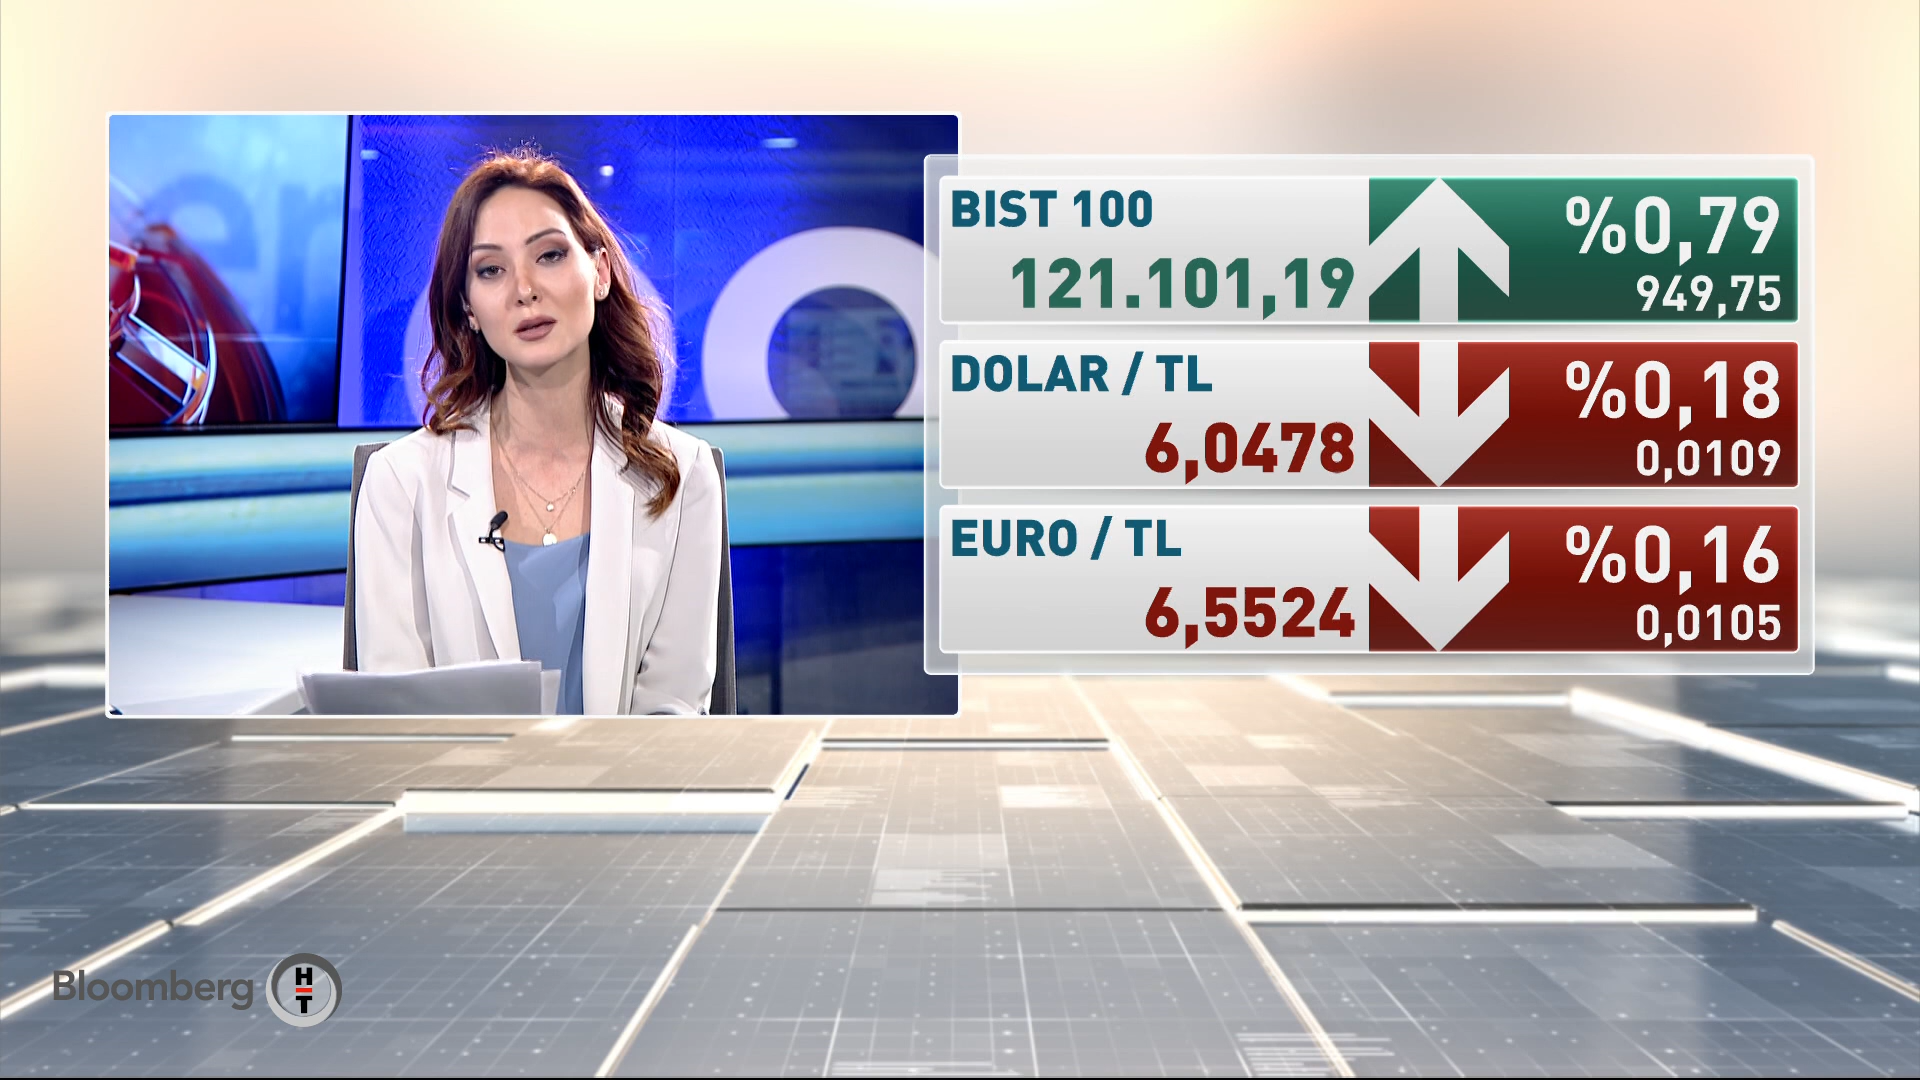 BIST 100
121.101,19
%0,79
949,75
DOLAR / TL
6,0478
%0,18
0,0109
EURO / TL
6,5524
%0,16
0,0105
Bloomberg HT